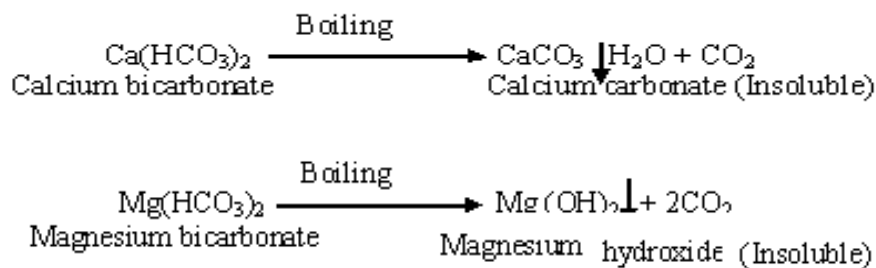 Boiling
Ca(HCO₃)₂ → CaCO₃ ↓H₂O + CO₂
Calcium bicarbonate Calcium carbonate (Insoluble)
Boiling
Mg(HCO₃)₂ → Mg(OH)₂↓ + 2CO₂
Magnesium bicarbonate Magnesium hydroxide (Insoluble)